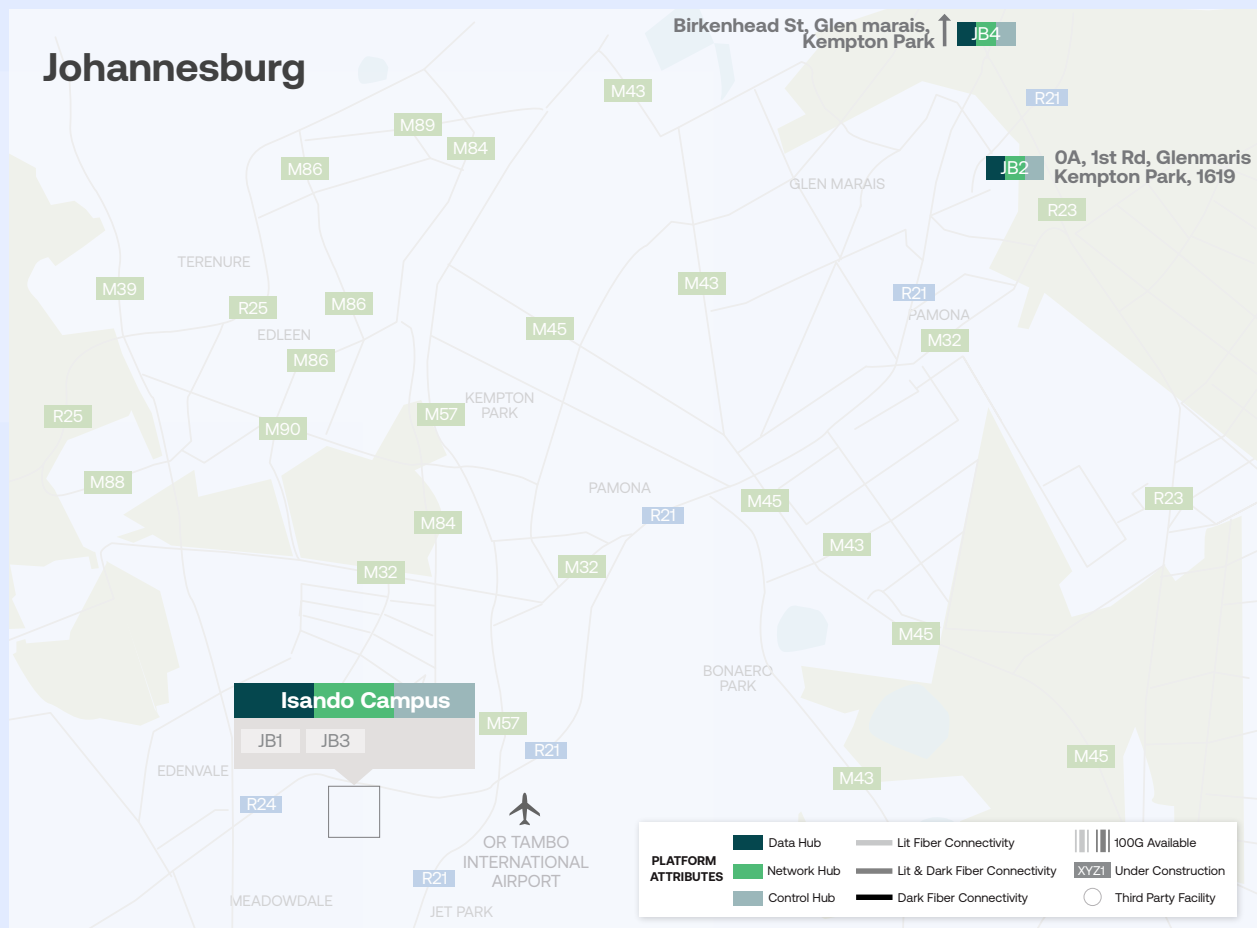 Birkenhead St, Glen marais,
Kempton Park
JB4
Johannesburg
M43
R21
M89
M84
M86
JB2
0A, 1st Rd, Glenmaris
Kempton Park, 1619
GLEN MARAIS
R23
TERENURE
M39
M43
R21
R25
M86
PAMONA
M45
EDLEEN
M32
M86
KEMPTON
PARK
R25
M57
M90
M88
PAMONA
M45
R23
R21
M84
M43
M32
M32
M45
BONAERO
PARK
Isando Campus
JB1
JB3
M57
R21
M45
EDENVALE
M43
R24
OR TAMBO
INTERNATIONAL
AIRPORT
R21
MEADOWDALE
JET PARK
PLATFORM
ATTRIBUTES
Data Hub
Network Hub
Control Hub
Lit Fiber Connectivity
Lit & Dark Fiber Connectivity
Dark Fiber Connectivity
100G Available
XYZ1
Under Construction
Third Party Facility